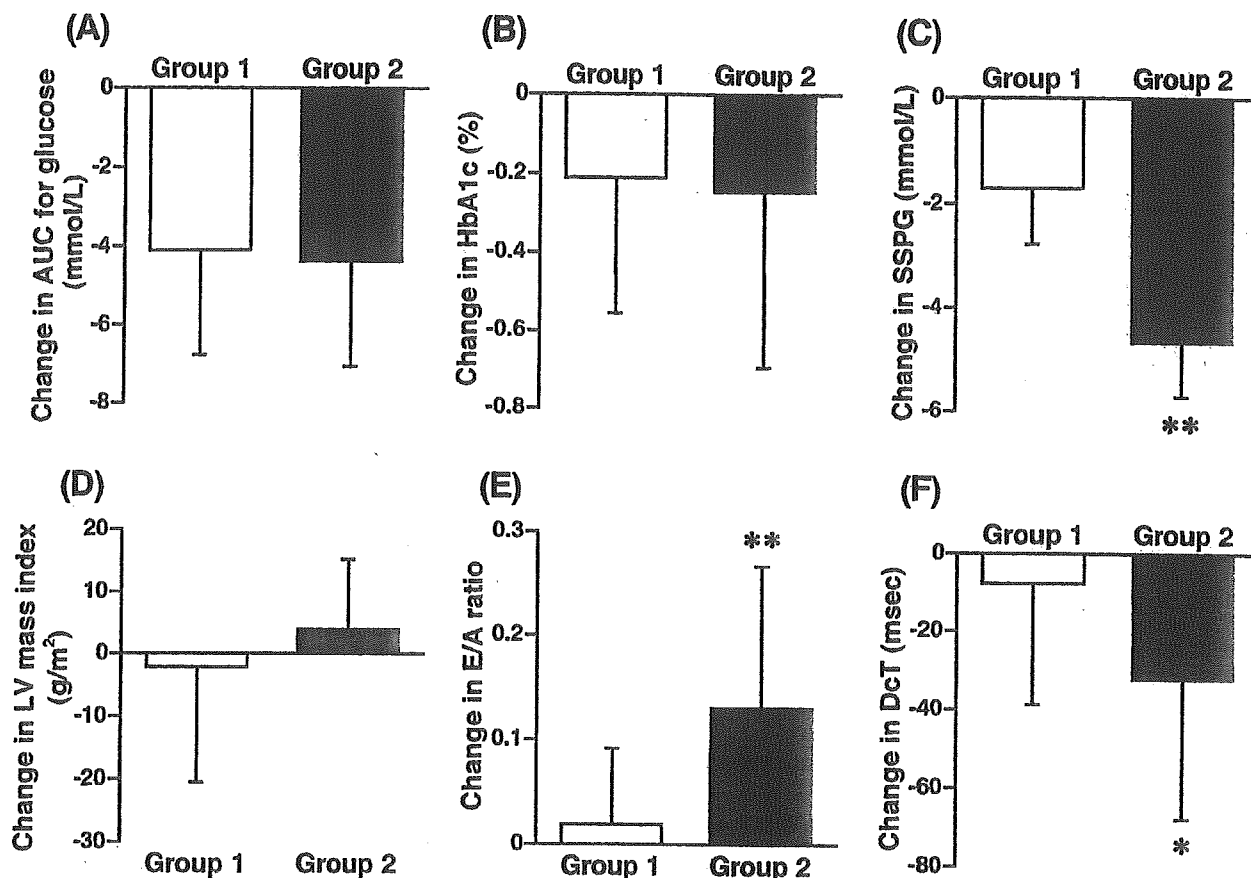 (A)
Group 1 Group 2
0
-2
-4
-6
-8
Change in AUC for glucose
(mmol/L)
(B)
Group 1 Group 2
0
-0.2
-0.4
-0.6
-0.8
Change in HbA1c (%)
(C)
Group 1 Group 2
0
-2
-4
-6
Change in SSPG (mmol/L)
**
(D)
20
10
0
-10
-20
-30
Change in LV mass index
(g/m²)
Group 1 Group 2
(E)
0.3
0.2
0.1
0
Change in E/A ratio
**
Group 1 Group 2
(F)
Group 1 Group 2
0
-20
-40
-60
-80
Change in DcT (msec)
*